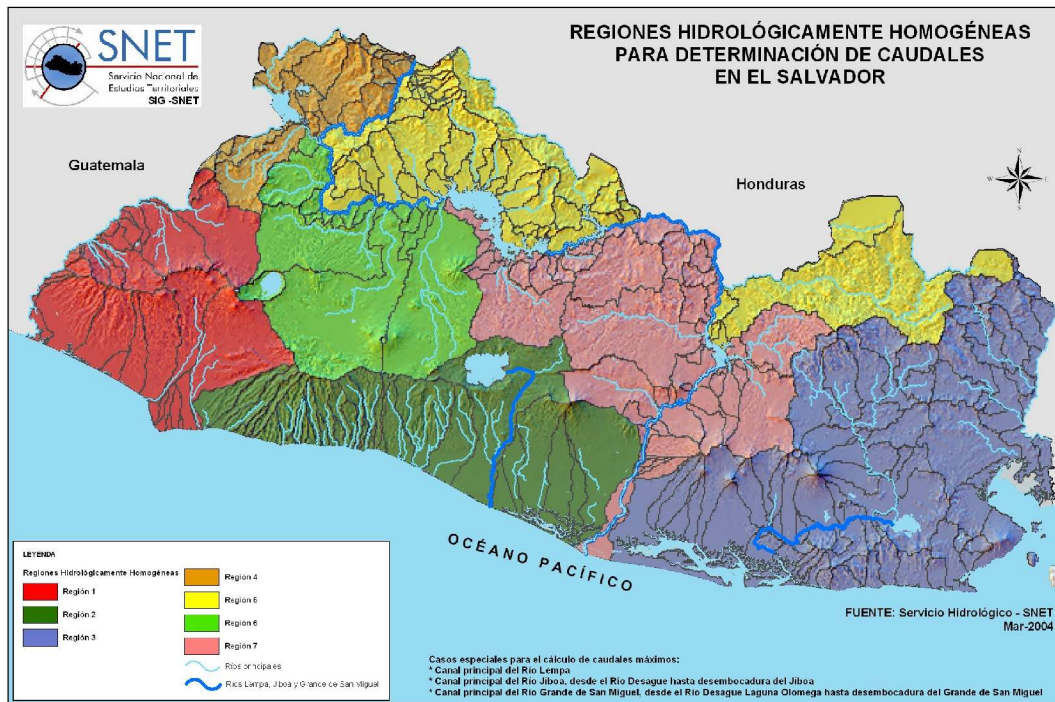 SNET
Servicio Nacional de
Estudios Territoriales
SIG -SNET
REGIONES HIDROLÓGICAMENTE HOMOGÉNEAS
PARA DETERMINACIÓN DE CAUDALES
EN EL SALVADOR
Guatemala
Honduras
N
W
E
S
OCÉANO PACÍFICO
LEYENDA
Regiones Hidrológicamente Homogéneas
Región 1
Región 2
Región 3
Región 4
Región 5
Región 6
Región 7
Ríos principales
Ríos Lempa, Jiboa y Grande de San Miguel
FUENTE: Servicio Hidrológico - SNET
Mar-2004
Casos especiales para el cálculo de caudales máximos:
* Canal principal del Río Lempa
* Canal principal del Río Jiboa, desde el Río Desague hasta desembocadura del Jiboa
* Canal principal del Río Grande de San Miguel, desde el Río Desague Laguna Olomega hasta desembocadura del Grande de San Miguel